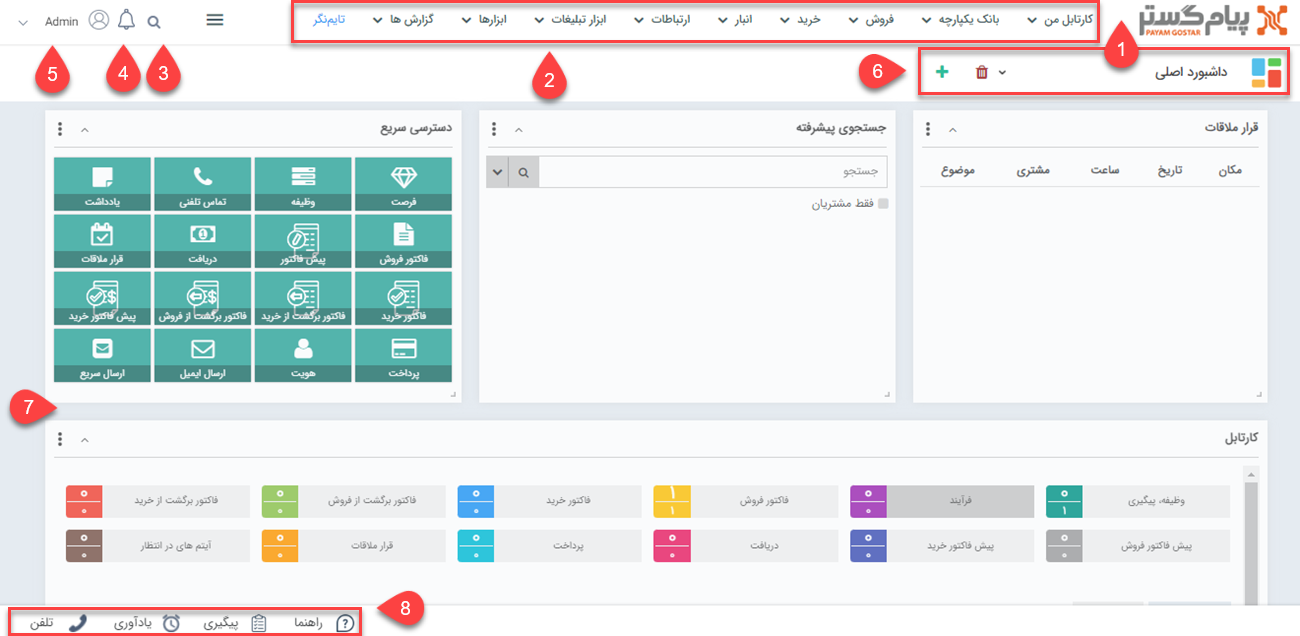 پیام گستر
PAYAM GOSTAR
کارتابل من
بانک یکپارچه
فروش
خرید
انبار
ارتباطات
ابزار تبلیغات
ابزارها
گزارش ها
تایم‌نگر
Admin
1
2
3
4
5
6
داشبورد اصلی
قرار ملاقات
مکان
تاریخ
ساعت
مشتری
موضوع
جستجوی پیشرفته
جستجو
فقط مشتریان
دسترسی سریع
فرصت
وظیفه
تماس تلفنی
یادداشت
فاکتور فروش
پیش فاکتور
دریافت
قرار ملاقات
فاکتور خرید
فاکتور برگشت از خرید
فاکتور برگشت از فروش
پیش فاکتور خرید
پرداخت
هویت
ارسال ایمیل
ارسال سریع
7
کارتابل
وظیفه، پیگیری
۰
۱
فرآیند
۰
۰
فاکتور فروش
۱
۱
فاکتور خرید
۰
۰
فاکتور برگشت از فروش
۰
۰
فاکتور برگشت از خرید
۰
۰
پیش فاکتور فروش
۰
۰
پیش فاکتور خرید
۰
۰
دریافت
۰
۰
پرداخت
۰
۰
قرار ملاقات
۰
۰
آیتم های در انتظار
۰
۰
8
راهنما
پیگیری
یادآوری
تلفن